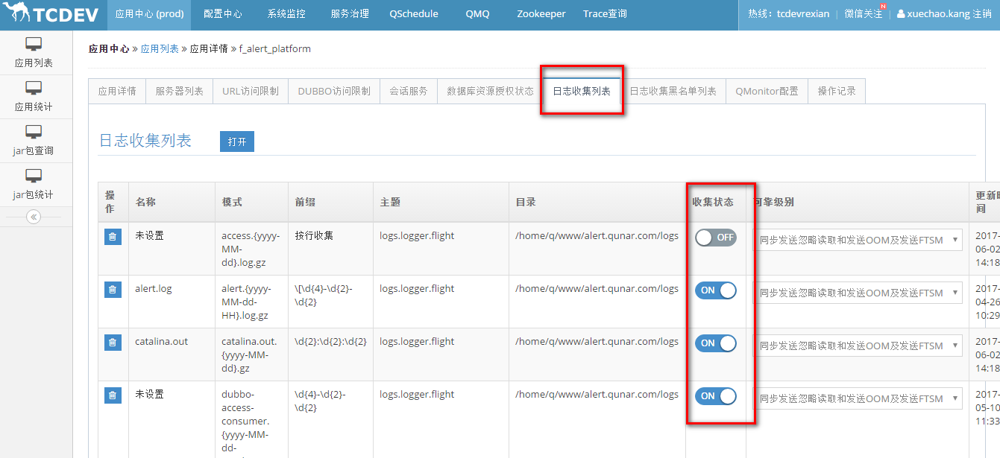 TCDEV 应用中心 (prod) 配置中心 系统监控 服务治理 QSchedule QMQ Zookeeper Trace查询 热线：tcdevrexian 微信关注 N xuechao.kang 注销
应用列表
应用统计
jar包查询
jar包统计
应用中心 » 应用列表 » 应用详情 » f_alert_platform
应用详情 服务器列表 URL访问限制 DUBBO访问限制 会话服务 数据库资源授权状态 日志收集列表 日志收集黑名单列表 QMonitor配置 操作记录
日志收集列表 打开
操作 名称 模式 前缀 主题 目录 收集状态 可靠级别 更新时间
未设置 access.{yyyy-
MM-
dd}.log.gz
按行收集 logs.logger.flight /home/q/www/alert.qunar.com/logs OFF 同步发送忽略读取和发送OOM及发送FTSM
2017-
06-02
14:18
alert.log alert.{yyyy-
MM-dd-
HH}.log.gz
\[\d{4}-\d{2}-
\d{2}
logs.logger.flight /home/q/www/alert.qunar.com/logs ON 同步发送忽略读取和发送OOM及发送FTSM
2017-
04-26
10:29
catalina.out catalina.out.
{yyyy-MM-
dd}.gz
\d{2}:\d{2}:\d{2} logs.logger.flight /home/q/www/alert.qunar.com/logs ON 同步发送忽略读取和发送OOM及发送FTSM
2017-
06-02
14:18
未设置 dubbo-
access-
consumer.
{yyyy-MM-
dd-
\d{4}-\d{2}-
\d{2}
logs.logger.flight /home/q/www/alert.qunar.com/logs ON 同步发送忽略读取和发送OOM及发送FTSM
2017-
05-10
11:33